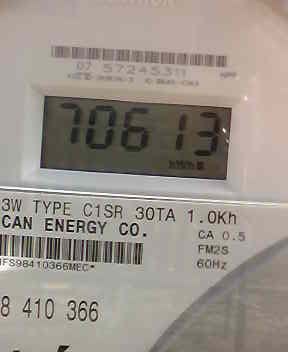 07 57245311
70613
3W TYPE C1SR 30TA 1.0Kh
CAN ENERGY CO.
CA 0.5
FM2S
60Hz
IFS98410366MEC*
8 410 366